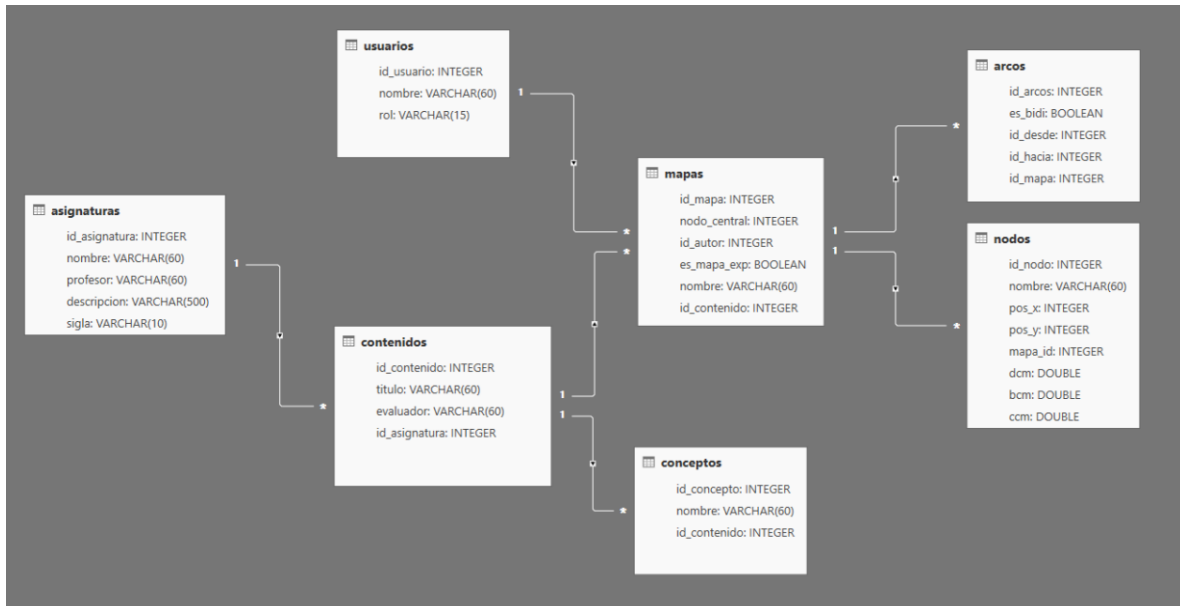 usuarios
id_usuario: INTEGER
nombre: VARCHAR(60)
rol: VARCHAR(15)
1
*
asignaturas
id_asignatura: INTEGER
nombre: VARCHAR(60)
profesor: VARCHAR(60)
descripcion: VARCHAR(500)
sigla: VARCHAR(10)
1
*
contenidos
id_contenido: INTEGER
titulo: VARCHAR(60)
evaluador: VARCHAR(60)
id_asignatura: INTEGER
1
1
*
*
mapas
id_mapa: INTEGER
nodo_central: INTEGER
id_autor: INTEGER
es_mapa_exp: BOOLEAN
nombre: VARCHAR(60)
id_contenido: INTEGER
1
1
conceptos
id_concepto: INTEGER
nombre: VARCHAR(60)
id_contenido: INTEGER
*
arcos
id_arcos: INTEGER
es_bidi: BOOLEAN
id_desde: INTEGER
id_hacia: INTEGER
id_mapa: INTEGER
*
nodos
id_nodo: INTEGER
nombre: VARCHAR(60)
pos_x: INTEGER
pos_y: INTEGER
mapa_id: INTEGER
dcm: DOUBLE
bcm: DOUBLE
ccm: DOUBLE